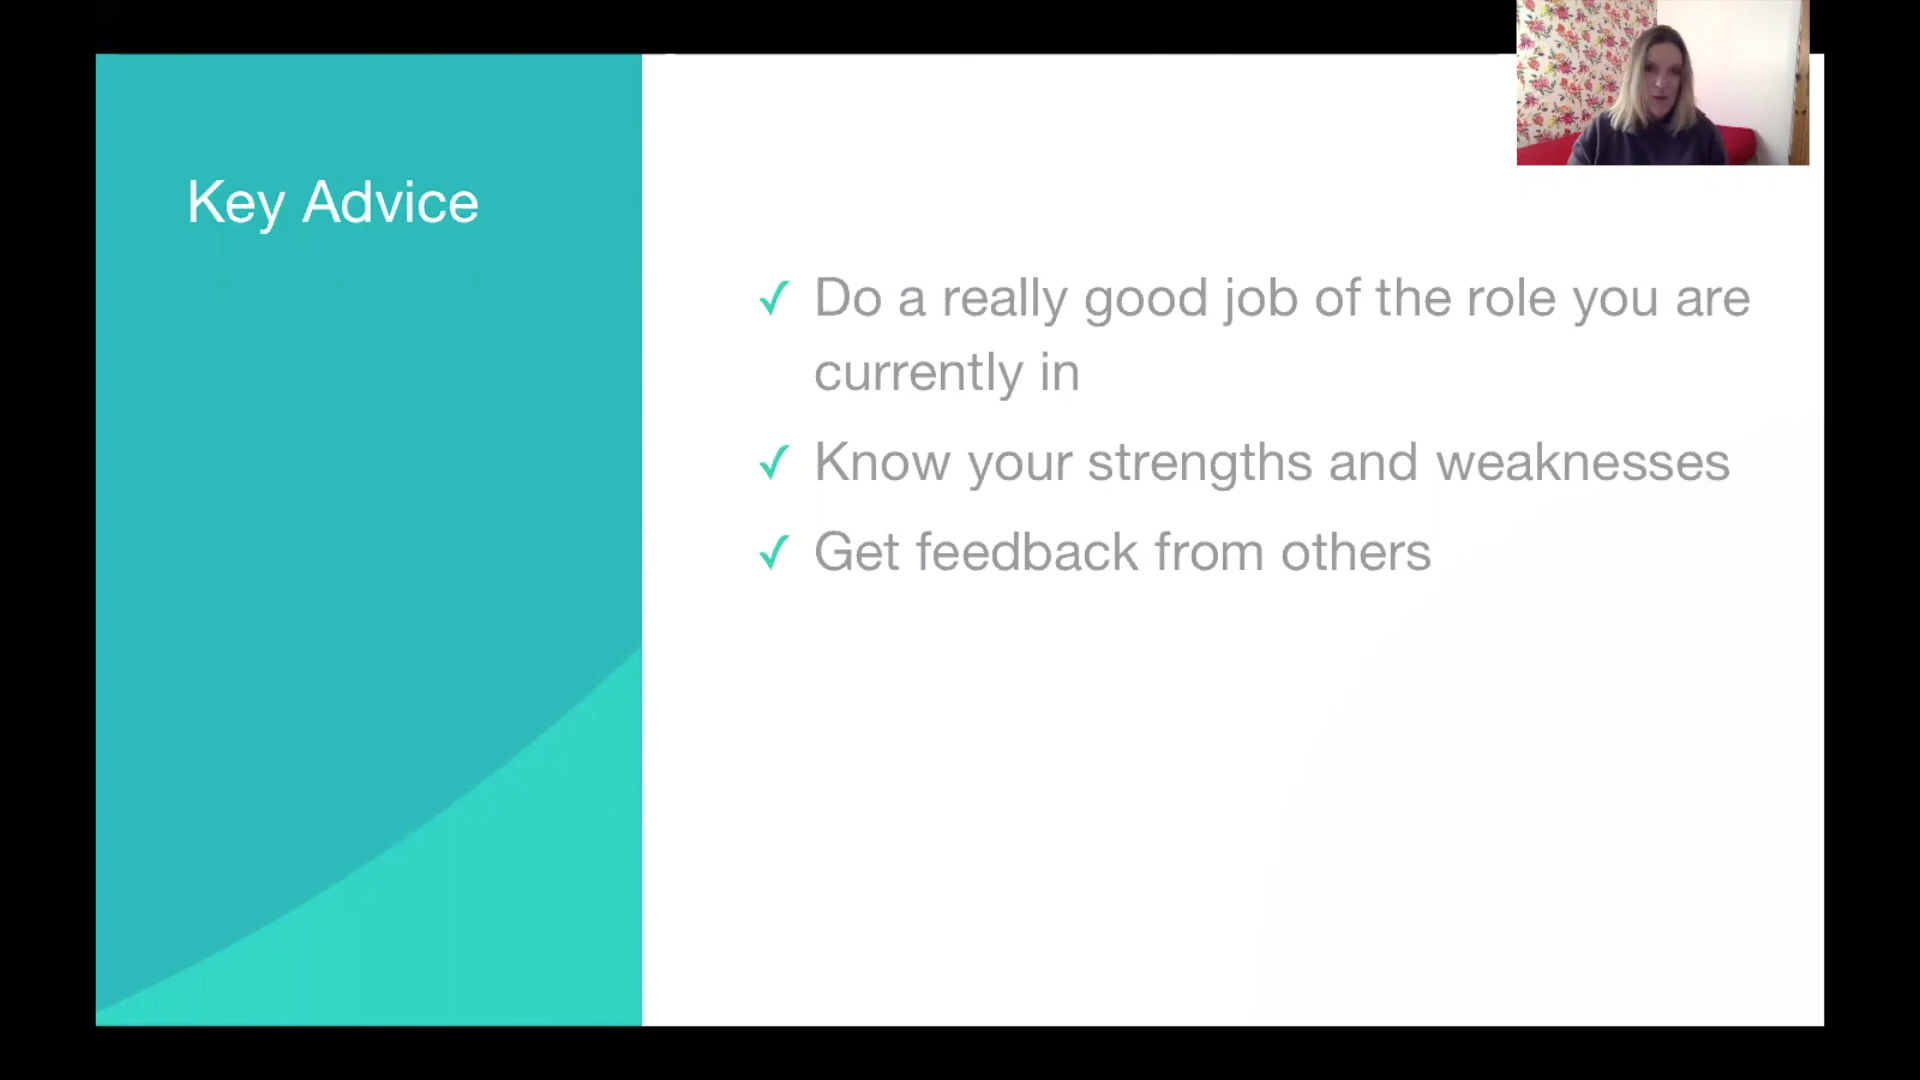 Key Advice
✓ Do a really good job of the role you are
currently in
✓ Know your strengths and weaknesses
✓ Get feedback from others